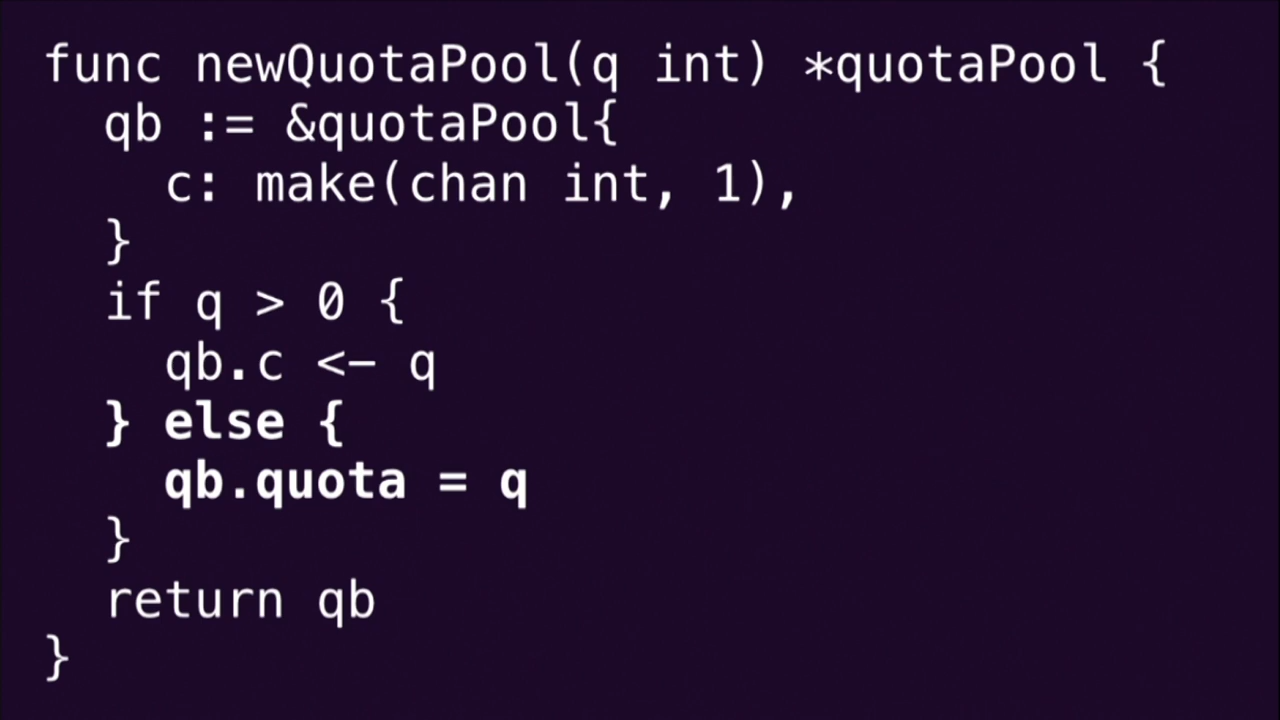 func newQuotaPool(q int) *quotaPool {
  qb := &quotaPool{
    c: make(chan int, 1),
  }
  if q > 0 {
    qb.c <- q
  } else {
    qb.quota = q
  }
  return qb
}